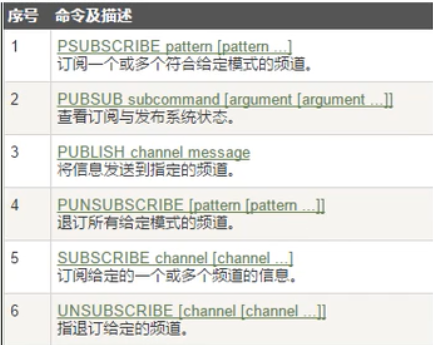 序号 命令及描述
1 PSUBSCRIBE pattern [pattern ...]
订阅一个或多个符合给定模式的频道。
2 PUBSUB subcommand [argument [argument ...]]
查看订阅与发布系统状态。
3 PUBLISH channel message
将信息发送到指定的频道。
4 PUNSUBSCRIBE [pattern [pattern ...]]
退订所有给定模式的频道。
5 SUBSCRIBE channel [channel ...]
订阅给定的一个或多个频道的信息。
6 UNSUBSCRIBE [channel [channel ...]]
指退订给定的频道。